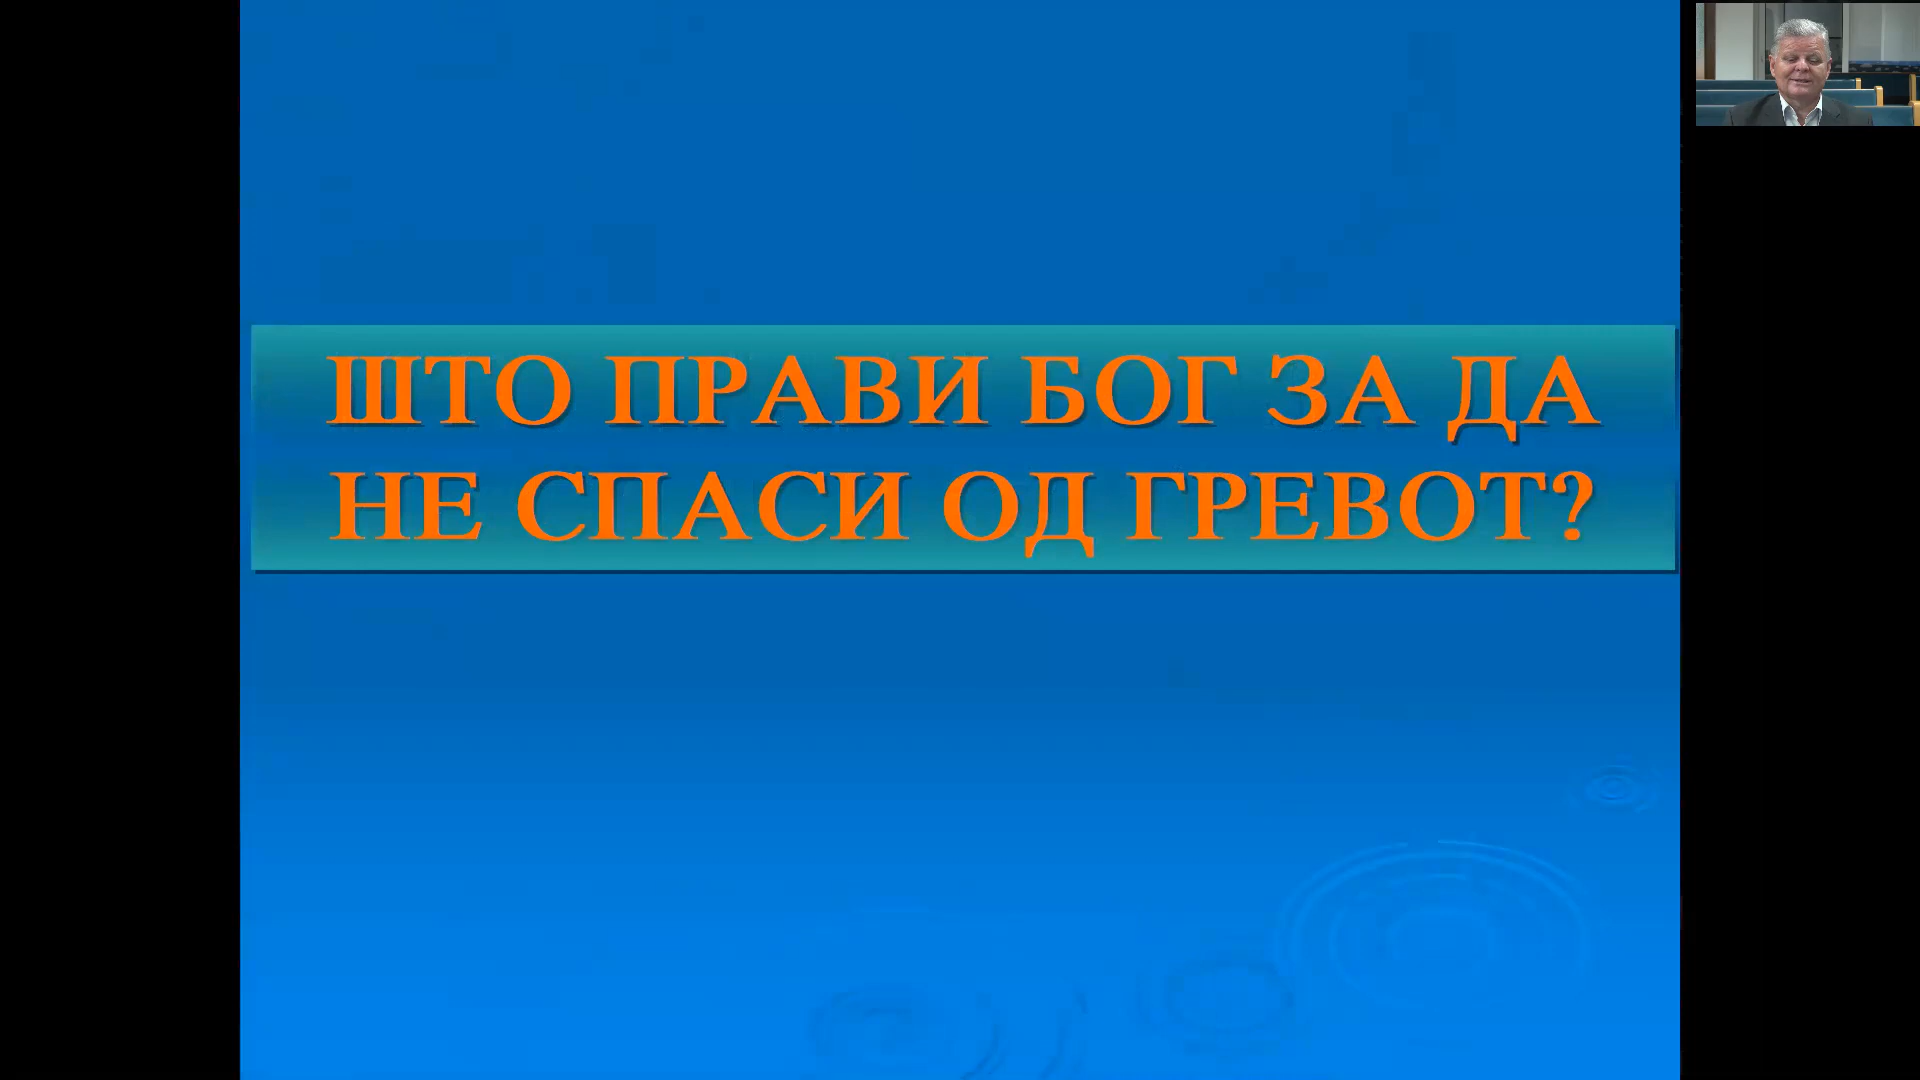 ШТО ПРАВИ БОГ ЗА ДА
НЕ СПАСИ ОД ГРЕВОТ?